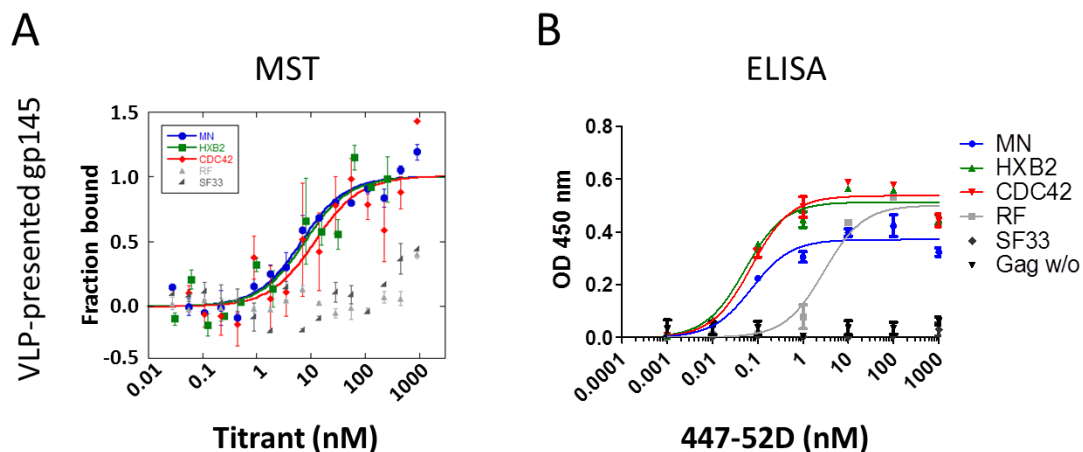 A
MST
VLP-presented gp145
Fraction bound
1.5
1.0
0.5
0.0
-0.5
MN
HXB2
CDC42
RF
SF33
0.01
0.1
1
10
100
1000
Titrant (nM)
B
ELISA
OD 450 nm
0.8
0.6
0.4
0.2
0.0
0.0001
0.001
0.01
0.1
1
10
100
1000
447-52D (nM)
MN
HXB2
CDC42
RF
SF33
Gag w/o